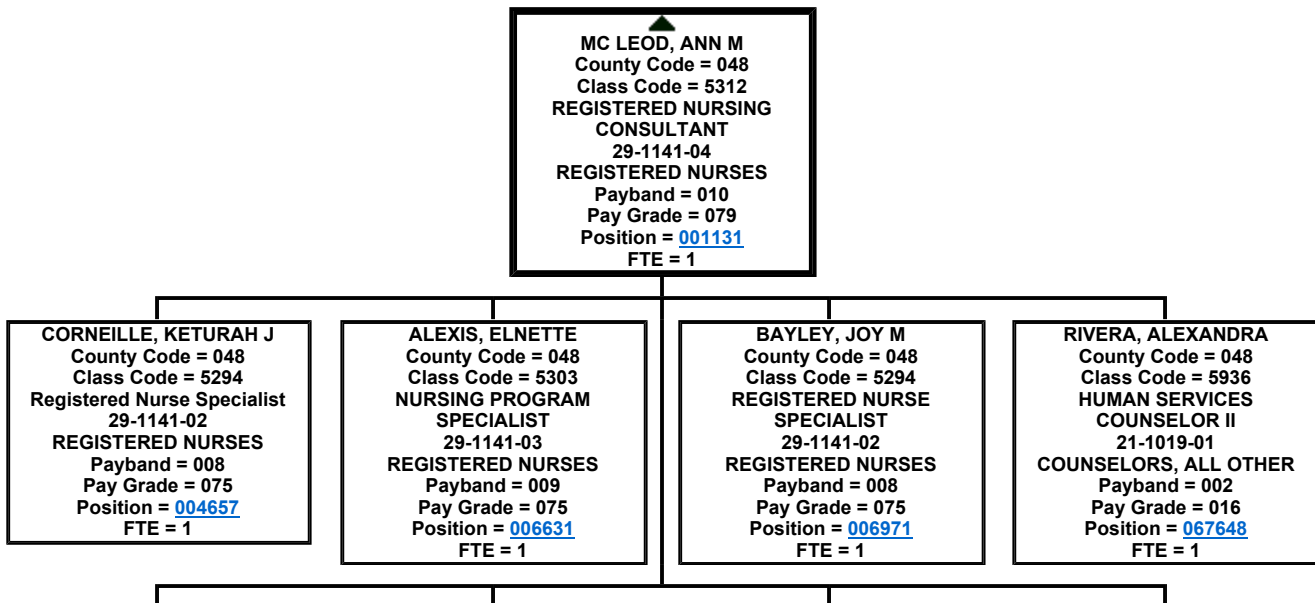 MC LEOD, ANN M
County Code = 048
Class Code = 5312
REGISTERED NURSING
CONSULTANT
29-1141-04
REGISTERED NURSES
Payband = 010
Pay Grade = 079
Position = 001131
FTE = 1
CORNEILLE, KETURAH J
County Code = 048
Class Code = 5294
Registered Nurse Specialist
29-1141-02
REGISTERED NURSES
Payband = 008
Pay Grade = 075
Position = 004657
FTE = 1
ALEXIS, ELNETTE
County Code = 048
Class Code = 5303
NURSING PROGRAM
SPECIALIST
29-1141-03
REGISTERED NURSES
Payband = 009
Pay Grade = 075
Position = 006631
FTE = 1
BAYLEY, JOY M
County Code = 048
Class Code = 5294
REGISTERED NURSE
SPECIALIST
29-1141-02
REGISTERED NURSES
Payband = 008
Pay Grade = 075
Position = 006971
FTE = 1
RIVERA, ALEXANDRA
County Code = 048
Class Code = 5936
HUMAN SERVICES
COUNSELOR II
21-1019-01
COUNSELORS, ALL OTHER
Payband = 002
Pay Grade = 016
Position = 067648
FTE = 1